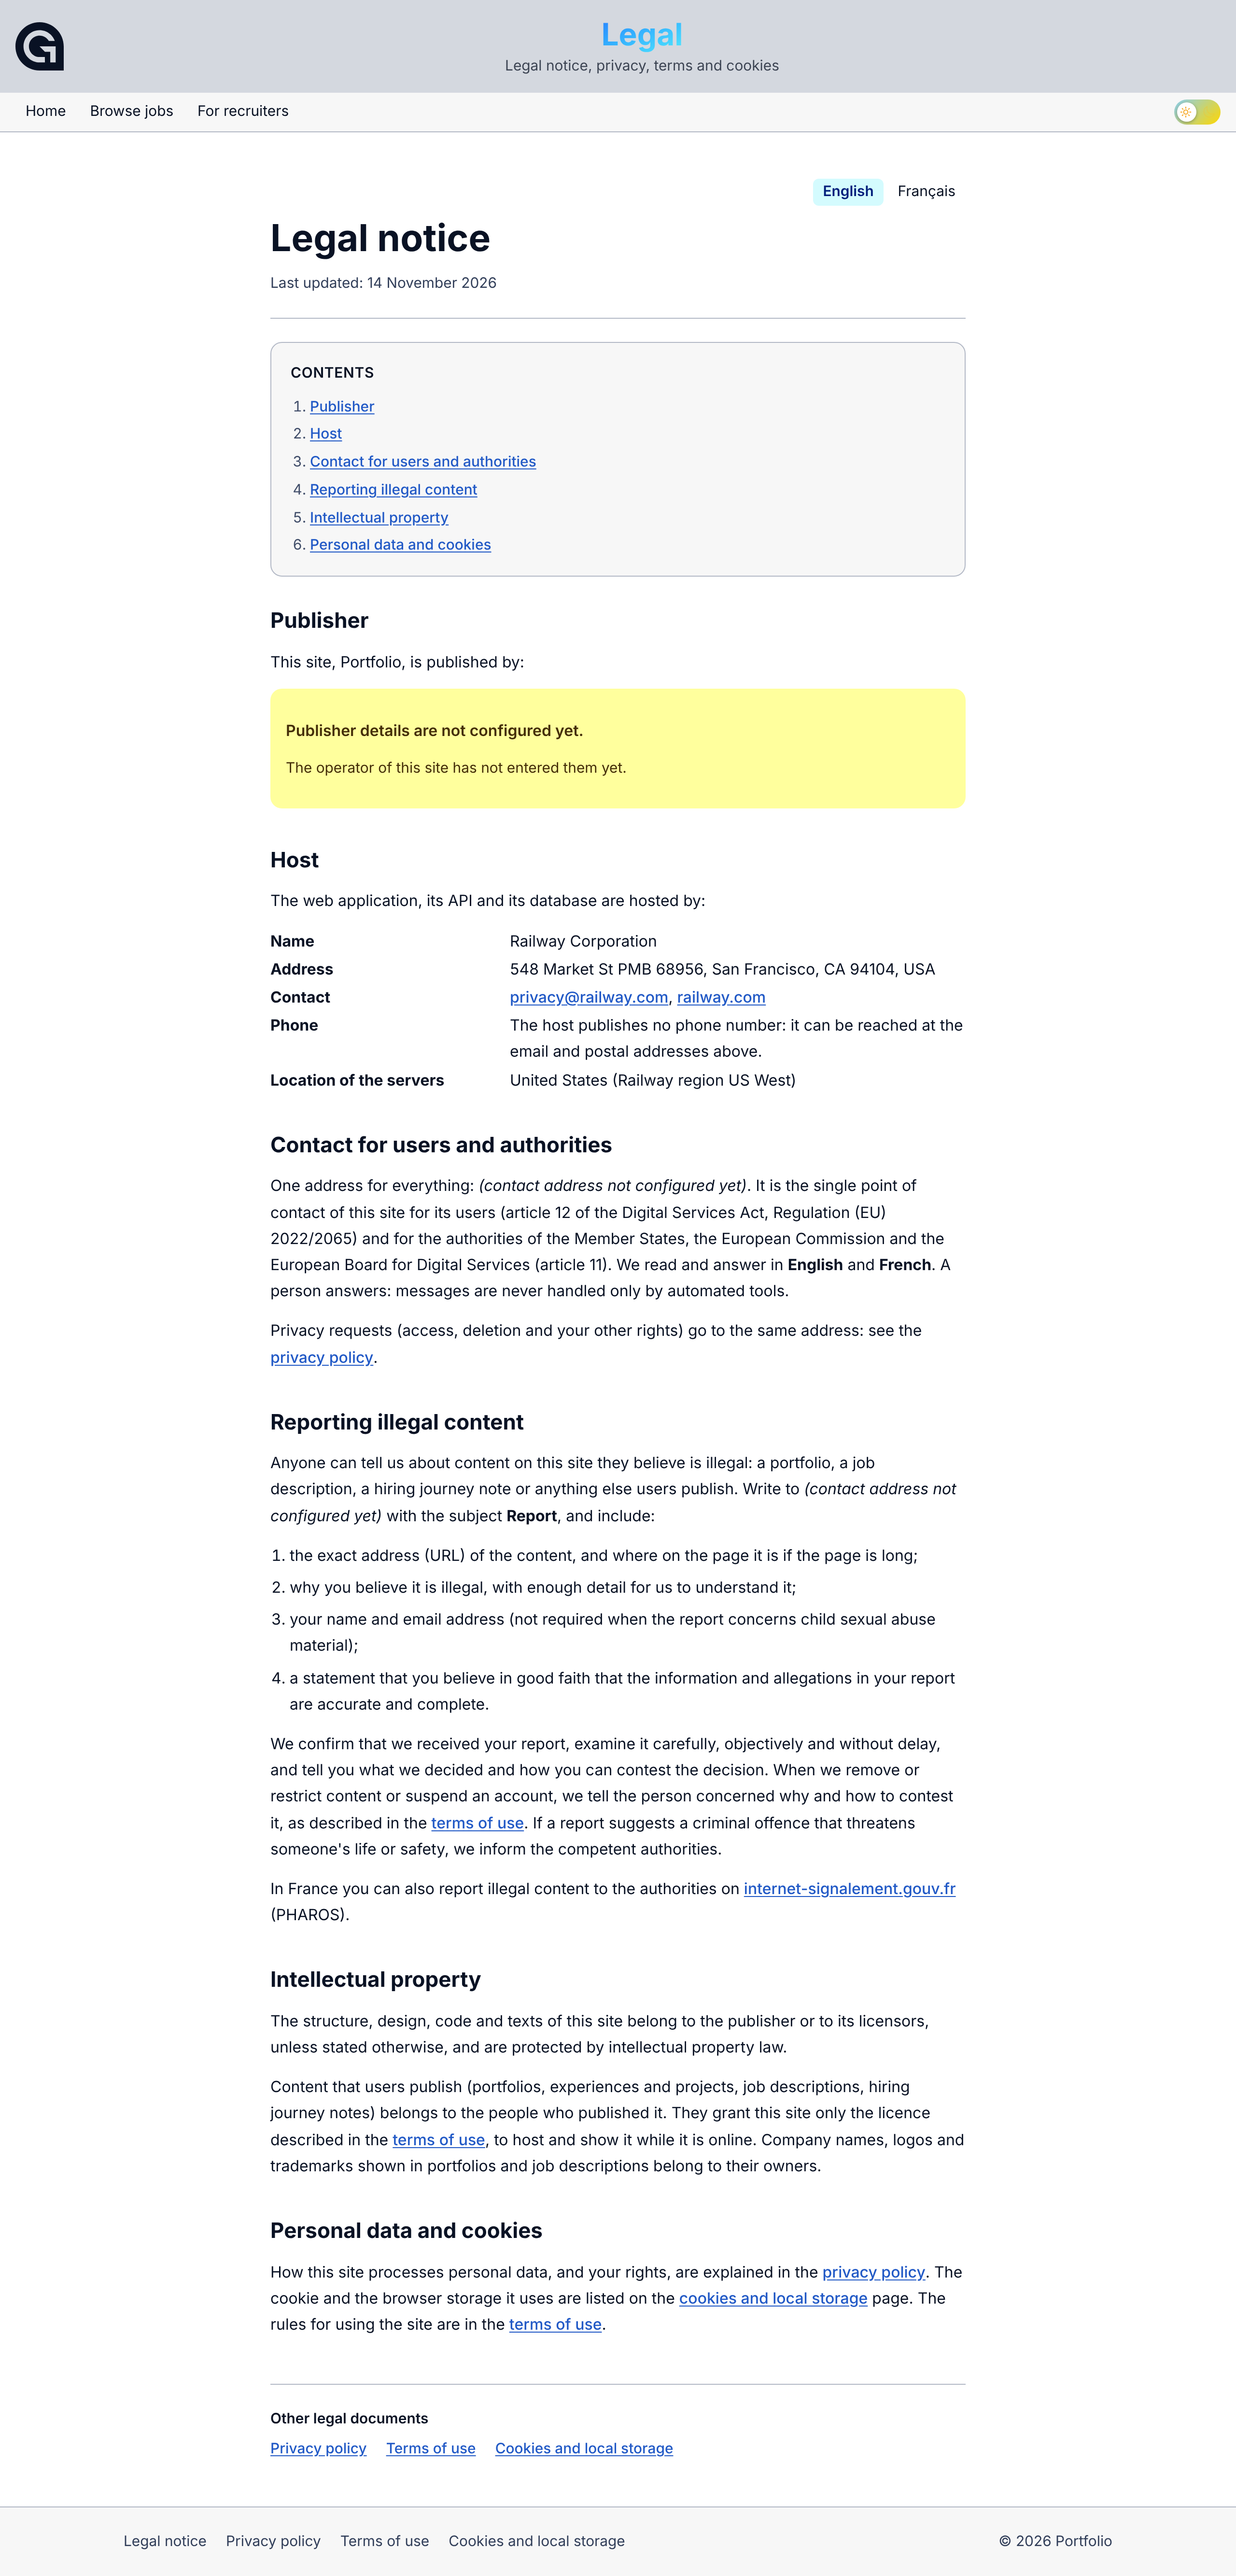 Legal
Legal notice, privacy, terms and cookies
Home Browse jobs For recruiters
English Français
Legal notice
Last updated: 14 November 2026
CONTENTS
1. Publisher
2. Host
3. Contact for users and authorities
4. Reporting illegal content
5. Intellectual property
6. Personal data and cookies
Publisher
This site, Portfolio, is published by:
Publisher details are not configured yet.
The operator of this site has not entered them yet.
Host
The web application, its API and its database are hosted by:
Name Railway Corporation
Address 548 Market St PMB 68956, San Francisco, CA 94104, USA
Contact privacy@railway.com, railway.com
Phone The host publishes no phone number: it can be reached at the
email and postal addresses above.
Location of the servers United States (Railway region US West)
Contact for users and authorities
One address for everything: (contact address not configured yet). It is the single point of
contact of this site for its users (article 12 of the Digital Services Act, Regulation (EU)
2022/2065) and for the authorities of the Member States, the European Commission and the
European Board for Digital Services (article 11). We read and answer in English and French. A
person answers: messages are never handled only by automated tools.
Privacy requests (access, deletion and your other rights) go to the same address: see the
privacy policy.
Reporting illegal content
Anyone can tell us about content on this site they believe is illegal: a portfolio, a job
description, a hiring journey note or anything else users publish. Write to (contact address not
configured yet) with the subject Report, and include:
1. the exact address (URL) of the content, and where on the page it is if the page is long;
2. why you believe it is illegal, with enough detail for us to understand it;
3. your name and email address (not required when the report concerns child sexual abuse
material);
4. a statement that you believe in good faith that the information and allegations in your report
are accurate and complete.
We confirm that we received your report, examine it carefully, objectively and without delay,
and tell you what we decided and how you can contest the decision. When we remove or
restrict content or suspend an account, we tell the person concerned why and how to contest
it, as described in the terms of use. If a report suggests a criminal offence that threatens
someone's life or safety, we inform the competent authorities.
In France you can also report illegal content to the authorities on internet-signalement.gouv.fr
(PHAROS).
Intellectual property
The structure, design, code and texts of this site belong to the publisher or to its licensors,
unless stated otherwise, and are protected by intellectual property law.
Content that users publish (portfolios, experiences and projects, job descriptions, hiring
journey notes) belongs to the people who published it. They grant this site only the licence
described in the terms of use, to host and show it while it is online. Company names, logos and
trademarks shown in portfolios and job descriptions belong to their owners.
Personal data and cookies
How this site processes personal data, and your rights, are explained in the privacy policy. The
cookie and the browser storage it uses are listed on the cookies and local storage page. The
rules for using the site are in the terms of use.
Other legal documents
Privacy policy Terms of use Cookies and local storage
Legal notice Privacy policy Terms of use Cookies and local storage © 2026 Portfolio